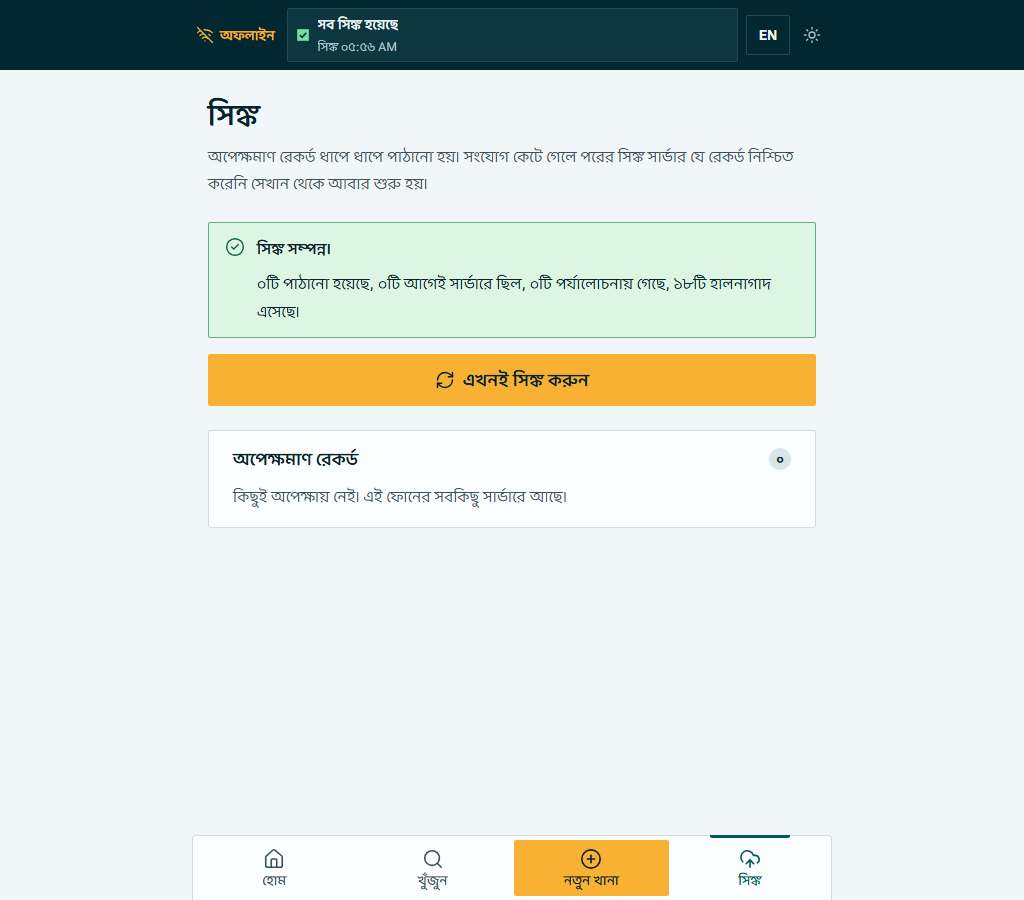 অফলাইন
সব সিঙ্ক হয়েছে
সিঙ্ক ০৫:৫৬ AM
EN
সিঙ্ক
অপেক্ষমাণ রেকর্ড ধাপে ধাপে পাঠানো হয়। সংযোগ কেটে গেলে পরের সিঙ্ক সার্ভার যে রেকর্ড নিশ্চিত
করেনি সেখান থেকে আবার শুরু হয়।
সিঙ্ক সম্পন্ন।
০টি পাঠানো হয়েছে, ০টি আগেই সার্ভারে ছিল, ০টি পর্যালোচনায় গেছে, ১৮টি হালনাগাদ
এসেছে।
এখনই সিঙ্ক করুন
অপেক্ষমাণ রেকর্ড
০
কিছুই অপেক্ষায় নেই। এই ফোনের সবকিছু সার্ভারে আছে।
হোম
খুঁজুন
নতুন খানা
সিঙ্ক